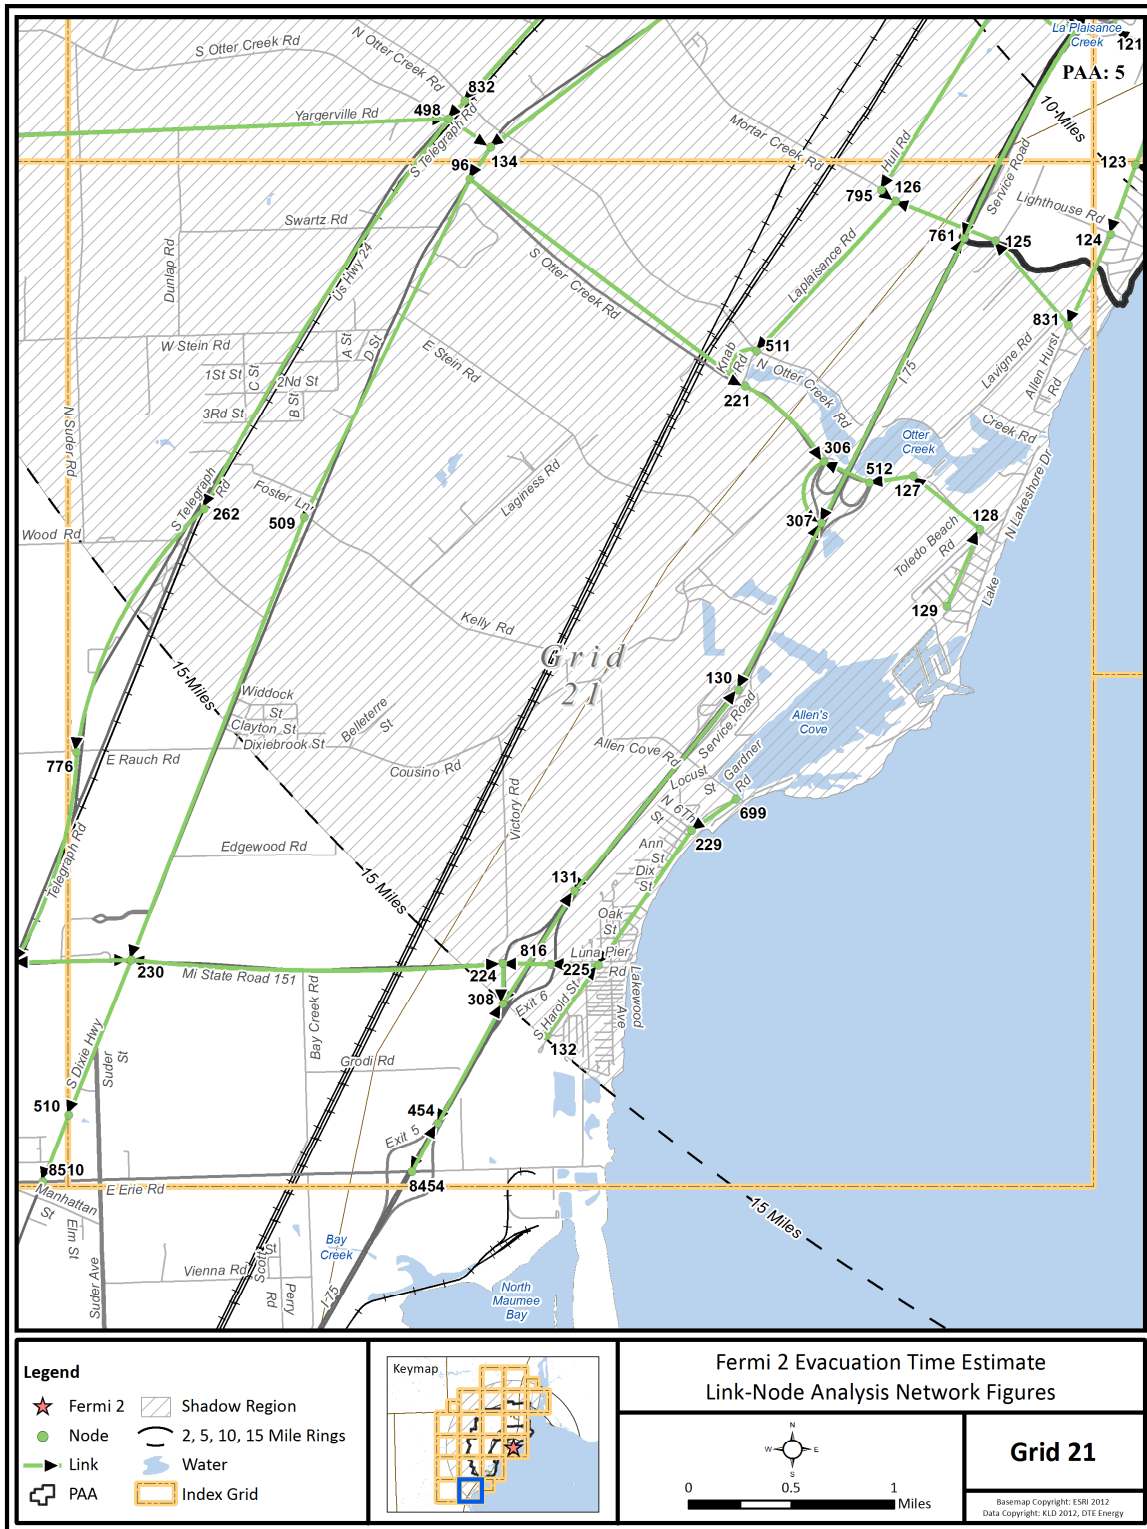 La Plaisance
Creek
121
PAA: 5
S Otter Creek Rd
N Otter Creek Rd
832
498
Yargerville Rd
S Telegraph Rd
10-Miles
Mortar Creek Rd
Hull Rd
Service Road
96
134
123
795
126
Lighthouse Rd
Swartz Rd
761
125
124
Dunlap Rd
Us Hwy 24
S Otter Creek Rd
Laplaisance Rd
831
W Stein Rd
A St
D St
E Stein Rd
Knab
Rd
511
N Otter Creek Rd
I-75
Lavigne Rd
Allen Hurst
Rd
1St St
C St
2Nd St
B St
3Rd St
221
N Suder Rd
Creek Rd
Otter
Creek
306
512
127
S Telegraph
Rd
Foster Ln
Laginess Rd
262
509
307
128
N Lakeshore Dr
Wood Rd
Toledo Beach
Rd
Lake
129
Kelly Rd
Grid
21
15-Miles
130
Widdock
St
Clayton St
Dixiebrook St
Belleterre
St
Service Road
Allen's
Cove
776
E Rauch Rd
Cousino Rd
Allen Cove Rd
Locust
St
Gardner
Rd
N 6Th
St
699
Victory Rd
229
Telegraph Rd
Edgewood Rd
Ann
St
Dix
St
131
15 Miles
Oak
St
816
Luna Pier
Rd
230
Mi State Road 151
224
225
308
Exit 6
S Harold St
Lakewood
Ave
132
Bay Creek Rd
S Dixie Hwy
Suder
St
Grodi Rd
510
454
Exit 5
8510
8454
E Erie Rd
Manhattan
St
Elm St
15 Miles
Suder Ave
Bay
Creek
Vienna Rd
Scott
St
Perry
Rd
I-75
North
Maumee
Bay
Legend
Fermi 2
Shadow Region
Node
2, 5, 10, 15 Mile Rings
Link
Water
PAA
Index Grid
Keymap
Fermi 2 Evacuation Time Estimate
Link-Node Analysis Network Figures
N
W
E
S
0
0.5
1
Miles
Grid 21
Basemap Copyright: ESRI 2012
Data Copyright: KLD 2012, DTE Energy